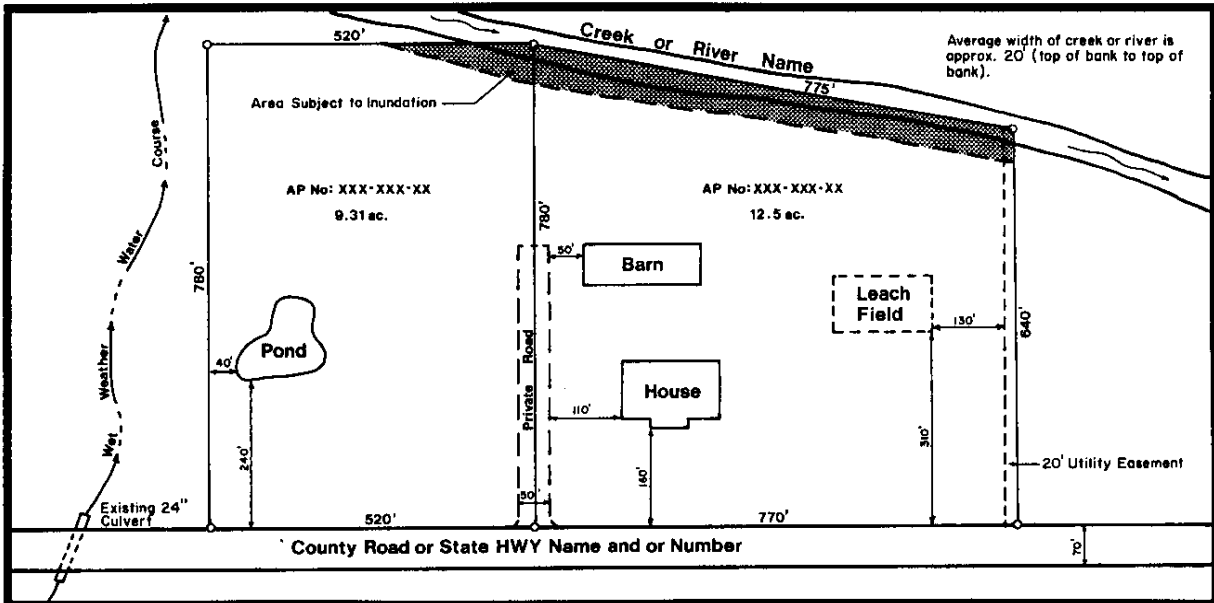 520'
Creek or River Name
Average width of creek or river is
approx. 20' (top of bank to top of
bank).
775'
Area Subject to Inundation
Wet Weather Water Course
AP No: XXX-XXX-XX
9.31 ac.
AP No: XXX-XXX-XX
12.5 ac.
780'
780'
50'
Barn
Leach
Field
130'
640'
Pond
40'
Private Road
House
110'
240'
160'
310'
20' Utility Easement
50'
Existing 24"
Culvert
520'
770'
County Road or State HWY Name and or Number
70'